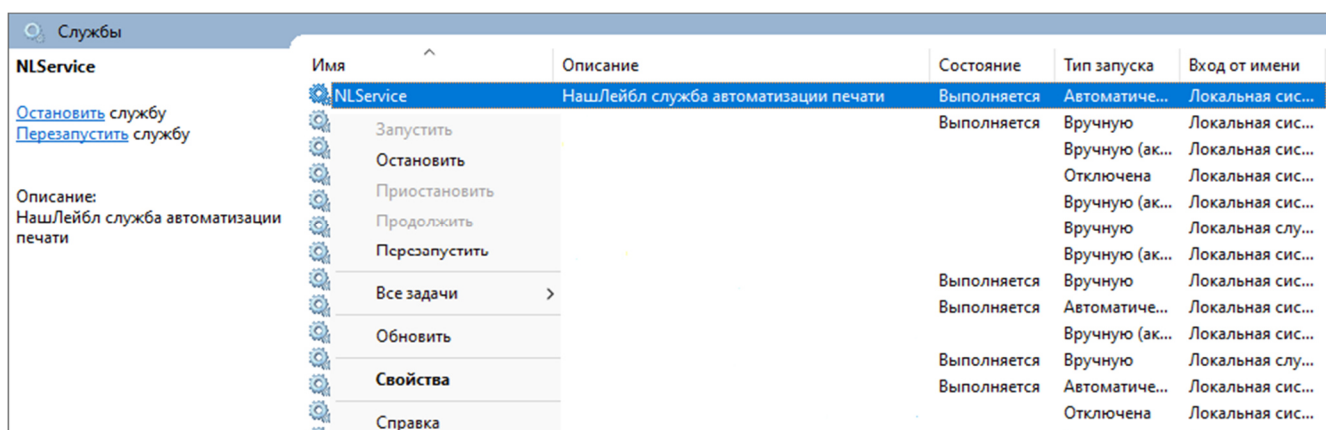 Службы
NLService
Остановить службу
Перезапустить службу
Описание:
НашЛейбл служба автоматизации
печати
Имя Описание Состояние Тип запуска Вход от имени
NLService НашЛейбл служба автоматизации печати Выполняется Автоматиче... Локальная сис...
Выполняется Вручную Локальная сис...
Вручную (ак... Локальная сис...
Отключена Локальная сис...
Вручную (ак... Локальная сис...
Вручную Локальная слу...
Вручную (ак... Локальная сис...
Выполняется Вручную Локальная сис...
Выполняется Автоматиче... Локальная сис...
Вручную (ак... Локальная сис...
Выполняется Вручную Локальная слу...
Выполняется Автоматиче... Локальная сис...
Отключена Локальная сис...
Запустить
Остановить
Приостановить
Продолжить
Перезапустить
Все задачи
Обновить
Свойства
Справка